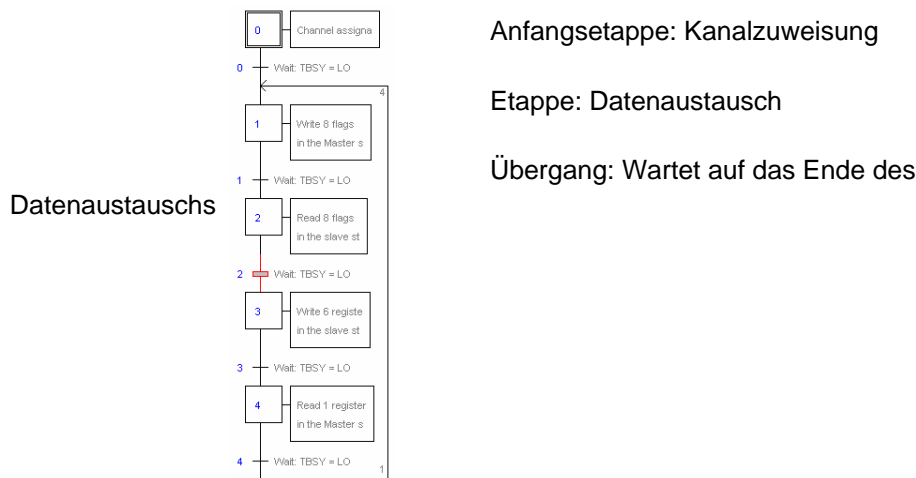 0
Channel assigna
Anfangsetappe: Kanalzuweisung
0
Wait: TBSY = LO
4
Etappe: Datenaustausch
1
Write 8 flags
in the Master s
Übergang: Wartet auf das Ende des
Datenaustauschs
1
Wait: TBSY = LO
2
Read 8 flags
in the slave st
2
Wait: TBSY = LO
3
Write 6 registe
in the slave st
3
Wait: TBSY = LO
4
Read 1 register
in the Master s
4
Wait: TBSY = LO
1